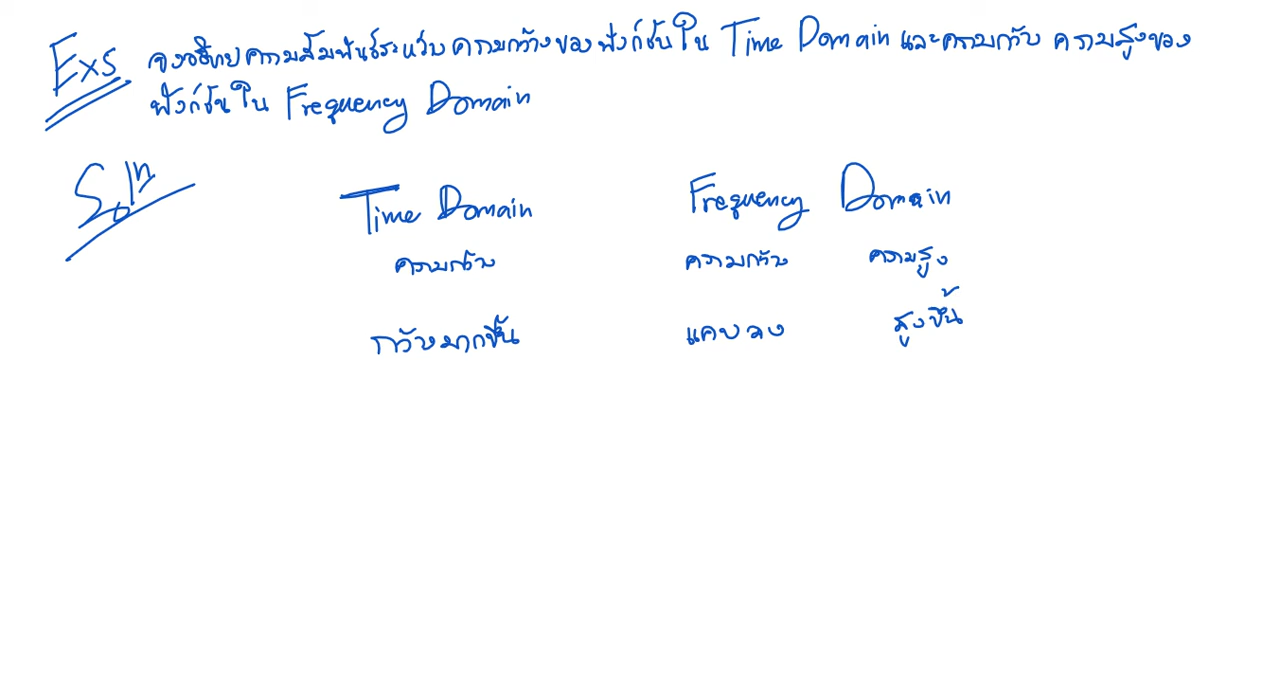 Ex5 จงอธิบายความสัมพันธ์ระหว่างความกว้างของฟังก์ชันใน Time Domain และความกว้าง ความสูงของ
ฟังก์ชันใน Frequency Domain
Solⁿ
Time Domain Frequency Domain
ความกว้าง ความกว้าง ความสูง
กว้างมากขึ้น แคบลง สูงขึ้น